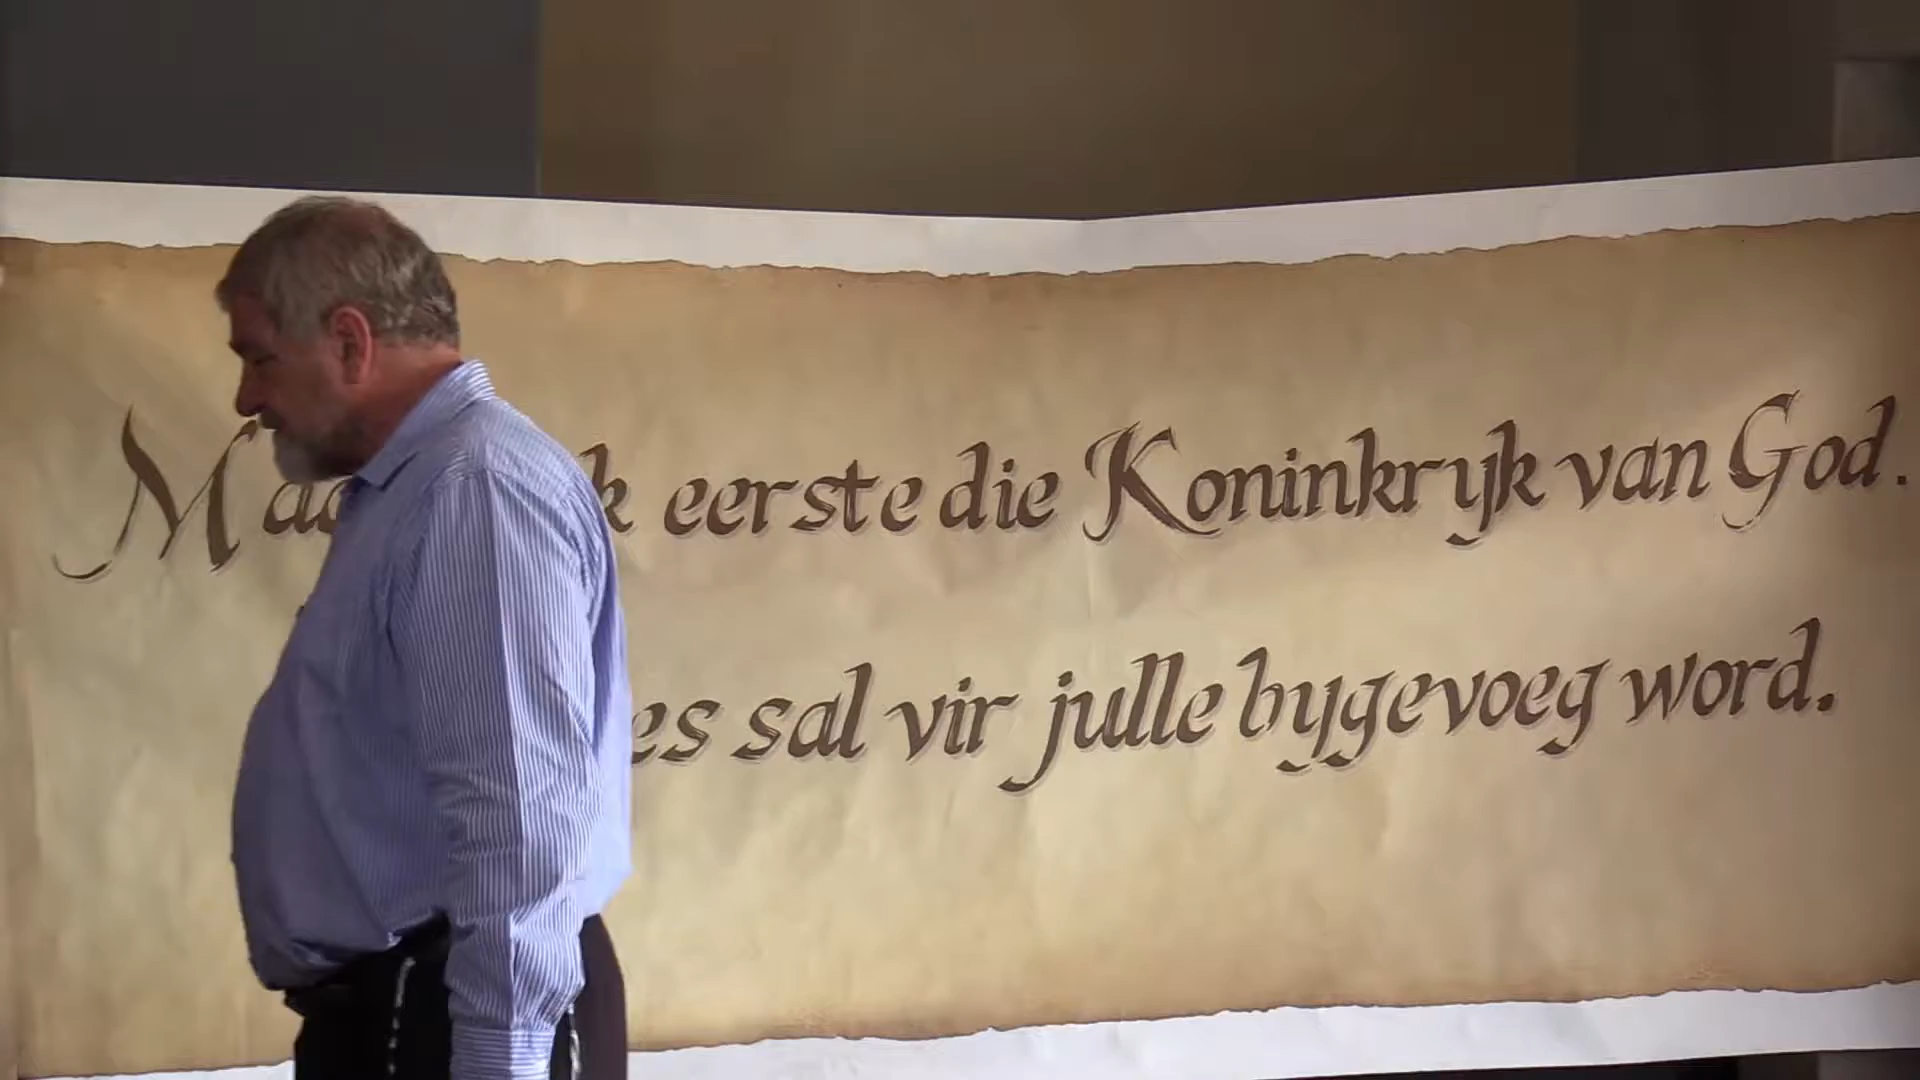 eerste die Koninkryk van God.
sal vir julle bygevoeg word.